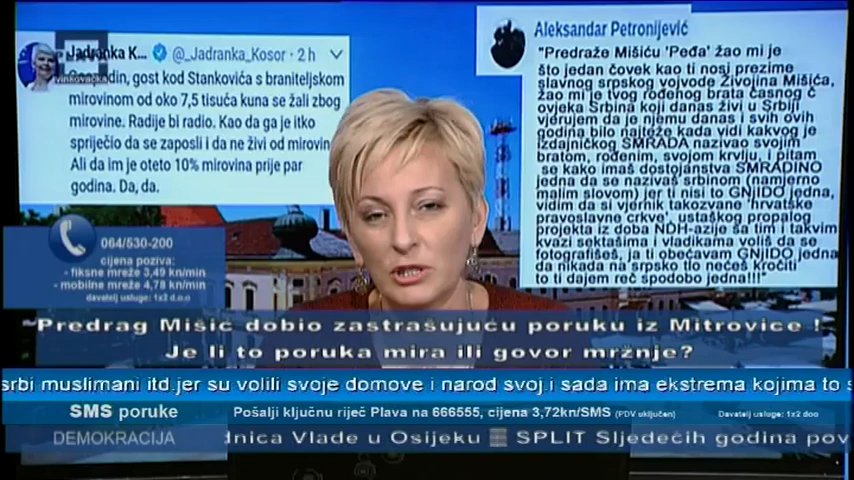 Jadranka K... @_Jadranka_Kosor · 2 h
vinkovačka
din, gost kod Stankovića s braniteljskom
mirovinom od oko 7,5 tisuća kuna se žali zbog
mirovine. Radije bi radio. Kao da ga je itko
spriječio da se zaposli i da ne živi od mirovin
Ali da im je oteto 10% mirovina prije par
godina. Da, da.
Aleksandar Petronijević
"Predraže Mišiću 'Peđa' žao mi je
što jedan čovek kao ti nosi prezime
slavnog srpskog vojvode Živojina Mišića,
žao mi je tvog rođenog brata časnog č
ovjeka Srbina koji danas živi u Srbiji
vjerujem da je njemu danas i svih ovih
godina bilo najteže kada vidi kakvog je
izdajničkog SMRADA nazivao svojim
bratom, rođenim, svojom krvlju, i pitam
se kako imaš dostojanstva SMRADINO
jedna da se nazivaš srbinom (namjerno
malim slovom) jer ti nisi to GNjIDO jedna,
vidim da si vjernik takozvane 'hrvatske
pravoslavne crkve', ustaškog propalog
projekta iz doba NDH-azije sa tim i takvim
kvazi sektašima i vladikama voliš da se
fotografišeš, ja ti obećavam GNjIDO jedna
da nikada na srpsko tlo nećeš kročiti
to ti dajem reč spodobo jedna!!!"
064/530-200
cijena poziva:
- fiksne mreže 3,49 kn/min
- mobilne mreže 4,78 kn/min
davatelj usluge: 1x2 d.o.o
Predrag Mišić dobio zastrašujuću poruku iz Mitrovice !
Je li to poruka mira ili govor mržnje?
srbi muslimani itd.jer su volili svoje domove i narod svoj.i sada ima ekstrema kojima to s
SMS poruke
Pošalji ključnu riječ Plava na 666555, cijena 3,72kn/SMS (PDV uključen) Davatelj usluge: 1x2 doo
DEMOKRACIJA
dnica Vlade u Osijeku SPLIT Sljedećih godina pov